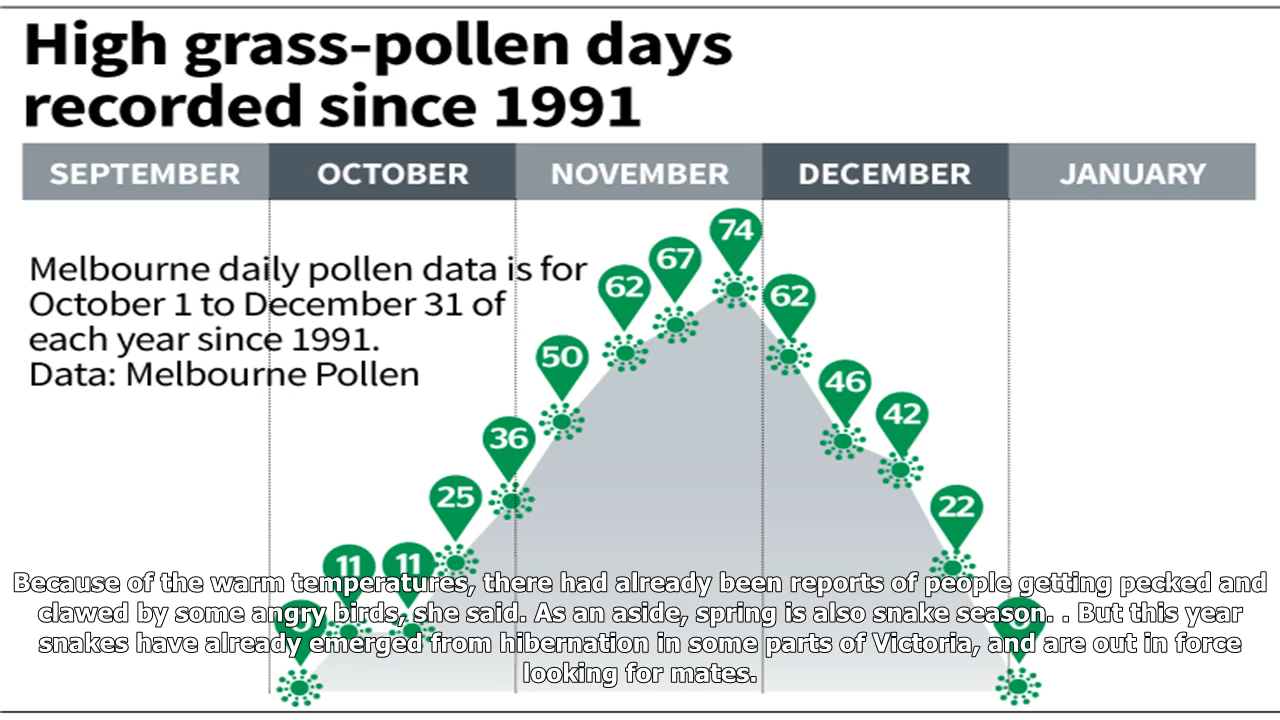 High grass-pollen days
recorded since 1991
SEPTEMBER OCTOBER NOVEMBER DECEMBER JANUARY
Melbourne daily pollen data is for
October 1 to December 31 of
each year since 1991.
Data: Melbourne Pollen
74
67
62
62
50
46
42
36
25
22
11
11
Because of the warm temperatures, there had already been reports of people getting pecked and
clawed by some angry birds, she said. As an aside, spring is also snake season. . But this year
snakes have already emerged from hibernation in some parts of Victoria, and are out in force
looking for mates.